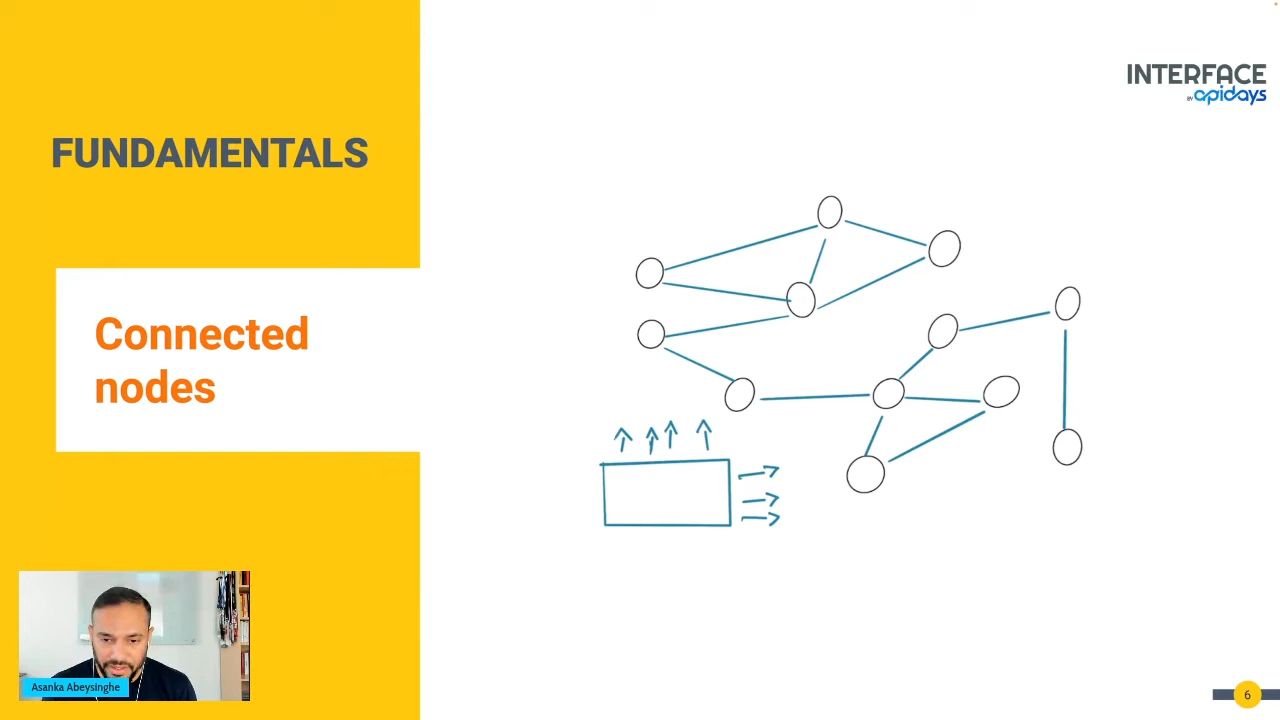 INTERFACE
BY apidays
FUNDAMENTALS
Connected
nodes
Asanka Abeysinghe
6